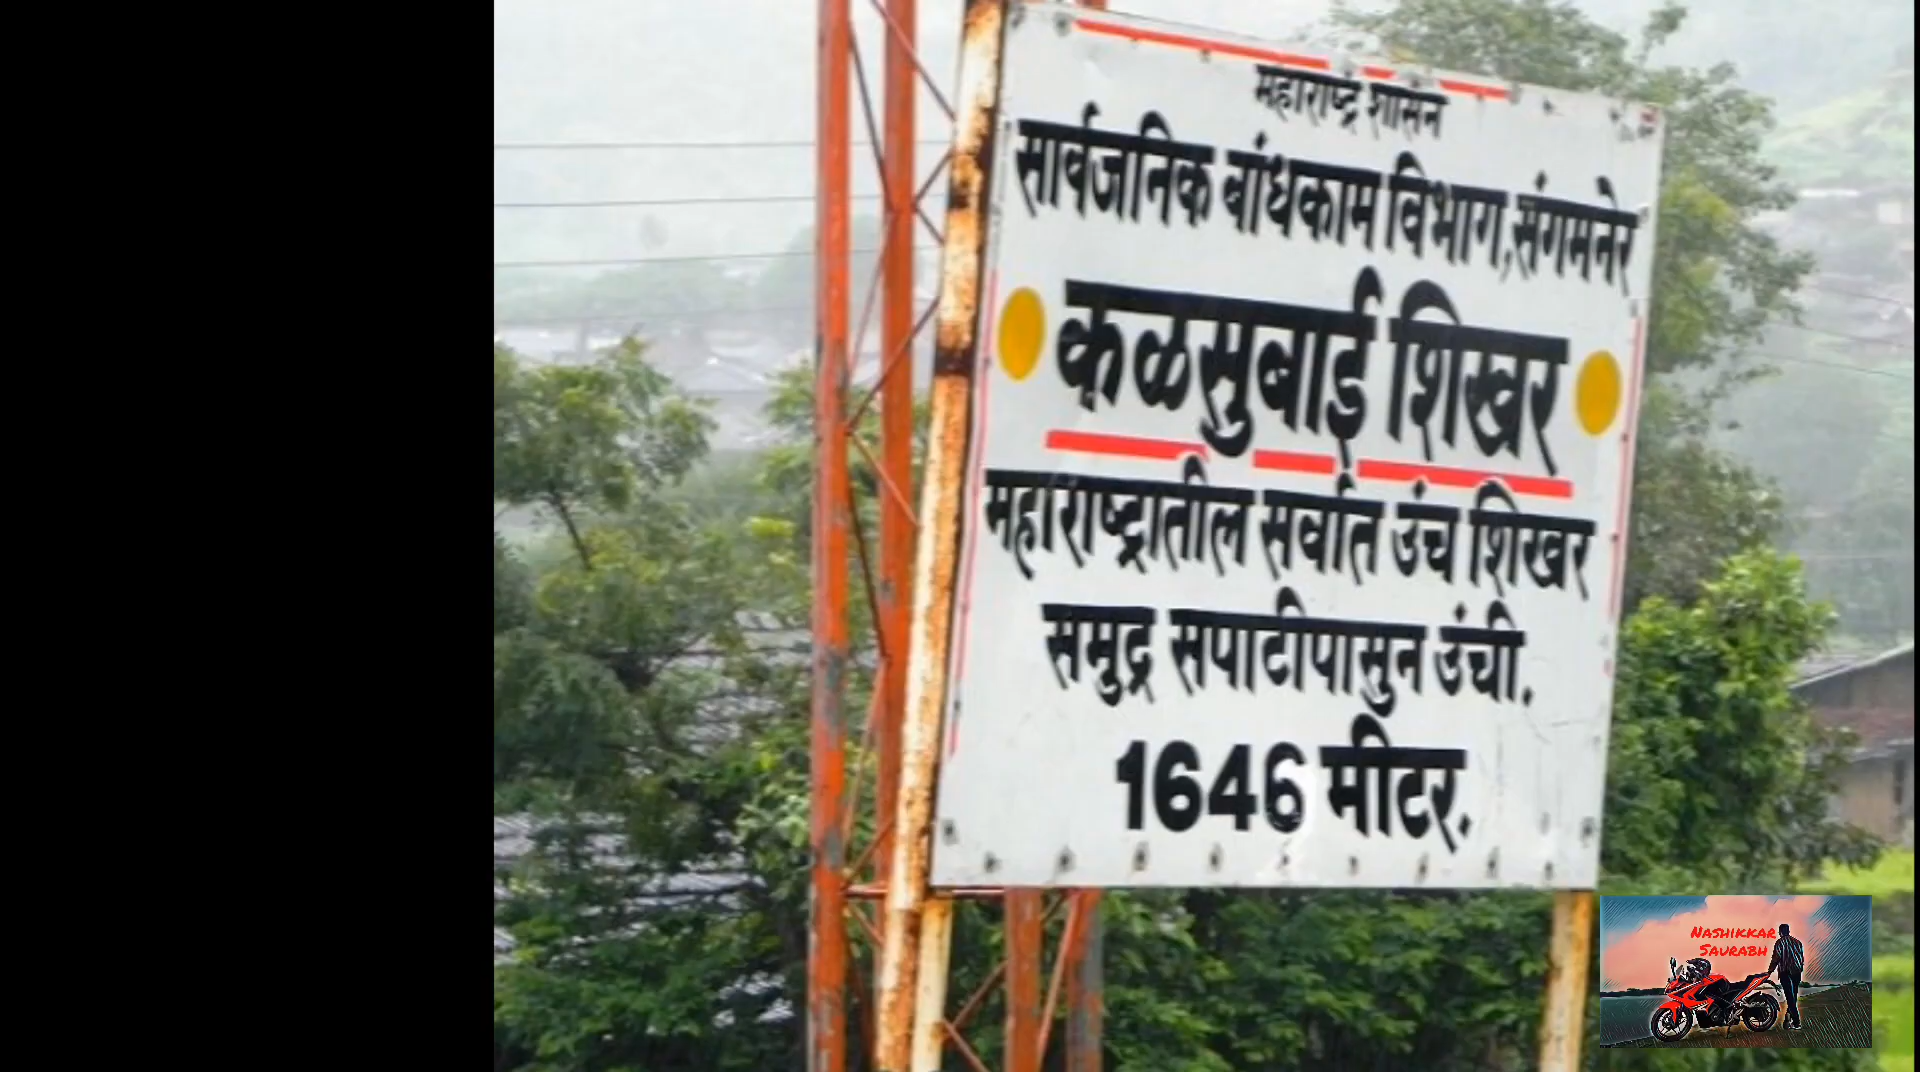 महाराष्ट्र शासन
सार्वजनिक बांधकाम विभाग,संगमनेर
कळसुबाई शिखर
महाराष्ट्रातील सर्वात उंच शिखर
समुद्र सपाटीपासुन उंची.
1646 मीटर.
NASHIKKAR
SAURABH